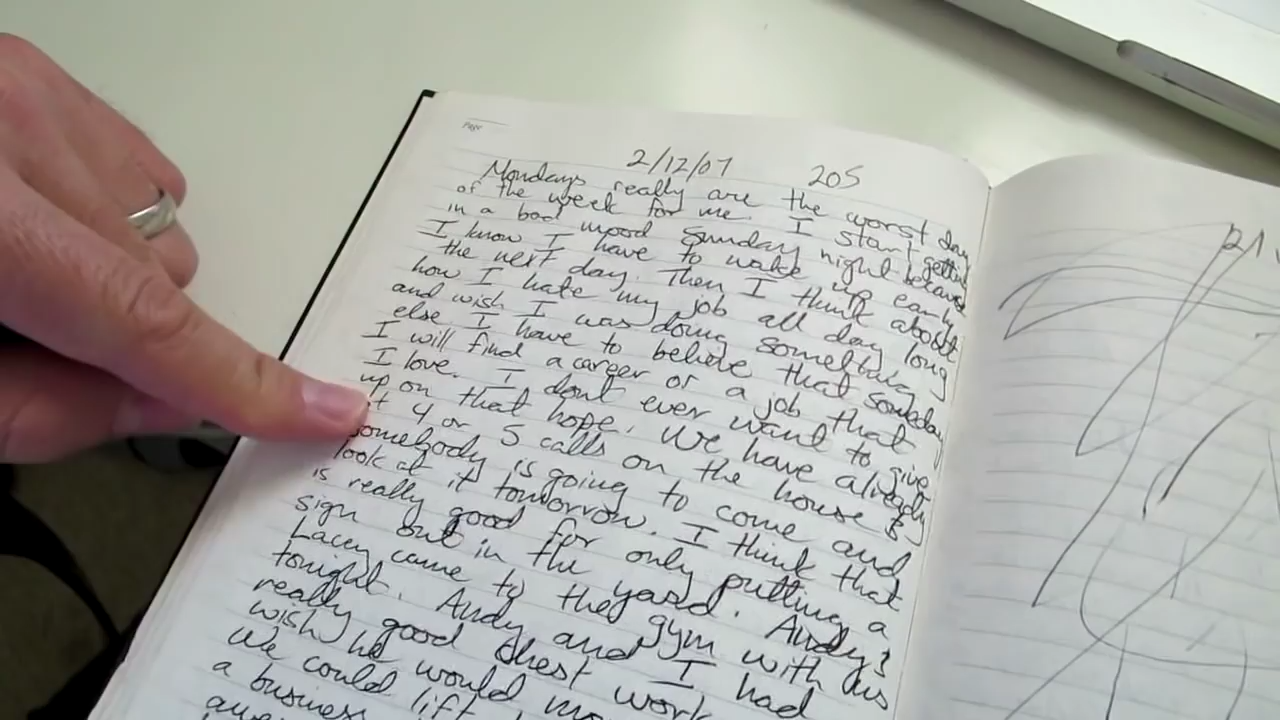 Page
2/12/07 205
Mondays really are the worst day
of the week for me. I start getting
in a bad mood Sunday night because
I know I have to wake up early
the next day. Then I think about
how I hate my job all day long
and wish I was doing something
else I have to believe that someday
I will find a career or a job that
I love. I dont ever want to give
up on that hope. We have already
4 or 5 calls on the house &
somebody is going to come and
look at it tomorrow. I think that
is really good for only putting a
sign out in the yard. Andy &
Lacey came to the gym with us
tonight. Andy and I had
really good chest work
wish he would mo
We could lift
a business
21